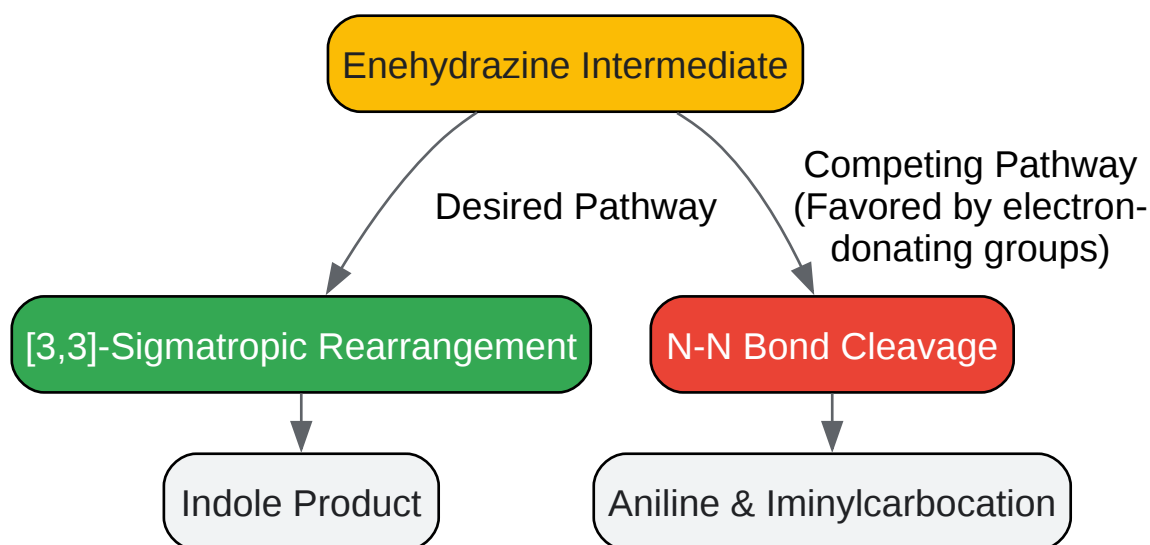 Enehydrazine Intermediate
Desired Pathway
Competing Pathway
(Favored by electron-
donating groups)
[3,3]-Sigmatropic Rearrangement
N-N Bond Cleavage
Indole Product
Aniline & Iminylcarbocation